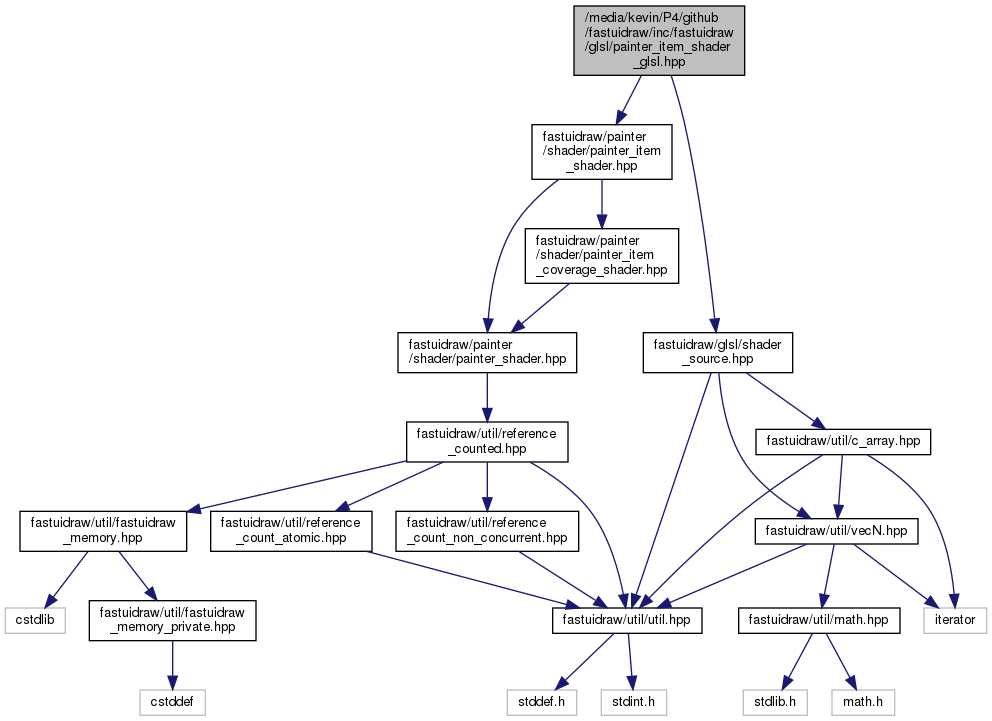 /media/kevin/P4/github
/fastuidraw/inc/fastuidraw
/glsl/painter_item_shader
_glsl.hpp
fastuidraw/painter
/shader/painter_item
_shader.hpp
fastuidraw/painter
/shader/painter_item
_coverage_shader.hpp
fastuidraw/painter
/shader/painter_shader.hpp
fastuidraw/glsl/shader
_source.hpp
fastuidraw/util/reference
_counted.hpp
fastuidraw/util/c_array.hpp
fastuidraw/util/fastuidraw
_memory.hpp
fastuidraw/util/reference
_count_atomic.hpp
fastuidraw/util/reference
_count_non_concurrent.hpp
fastuidraw/util/vecN.hpp
cstdlib
fastuidraw/util/fastuidraw
_memory_private.hpp
fastuidraw/util/util.hpp
fastuidraw/util/math.hpp
iterator
cstddef
stddef.h
stdint.h
stdlib.h
math.h